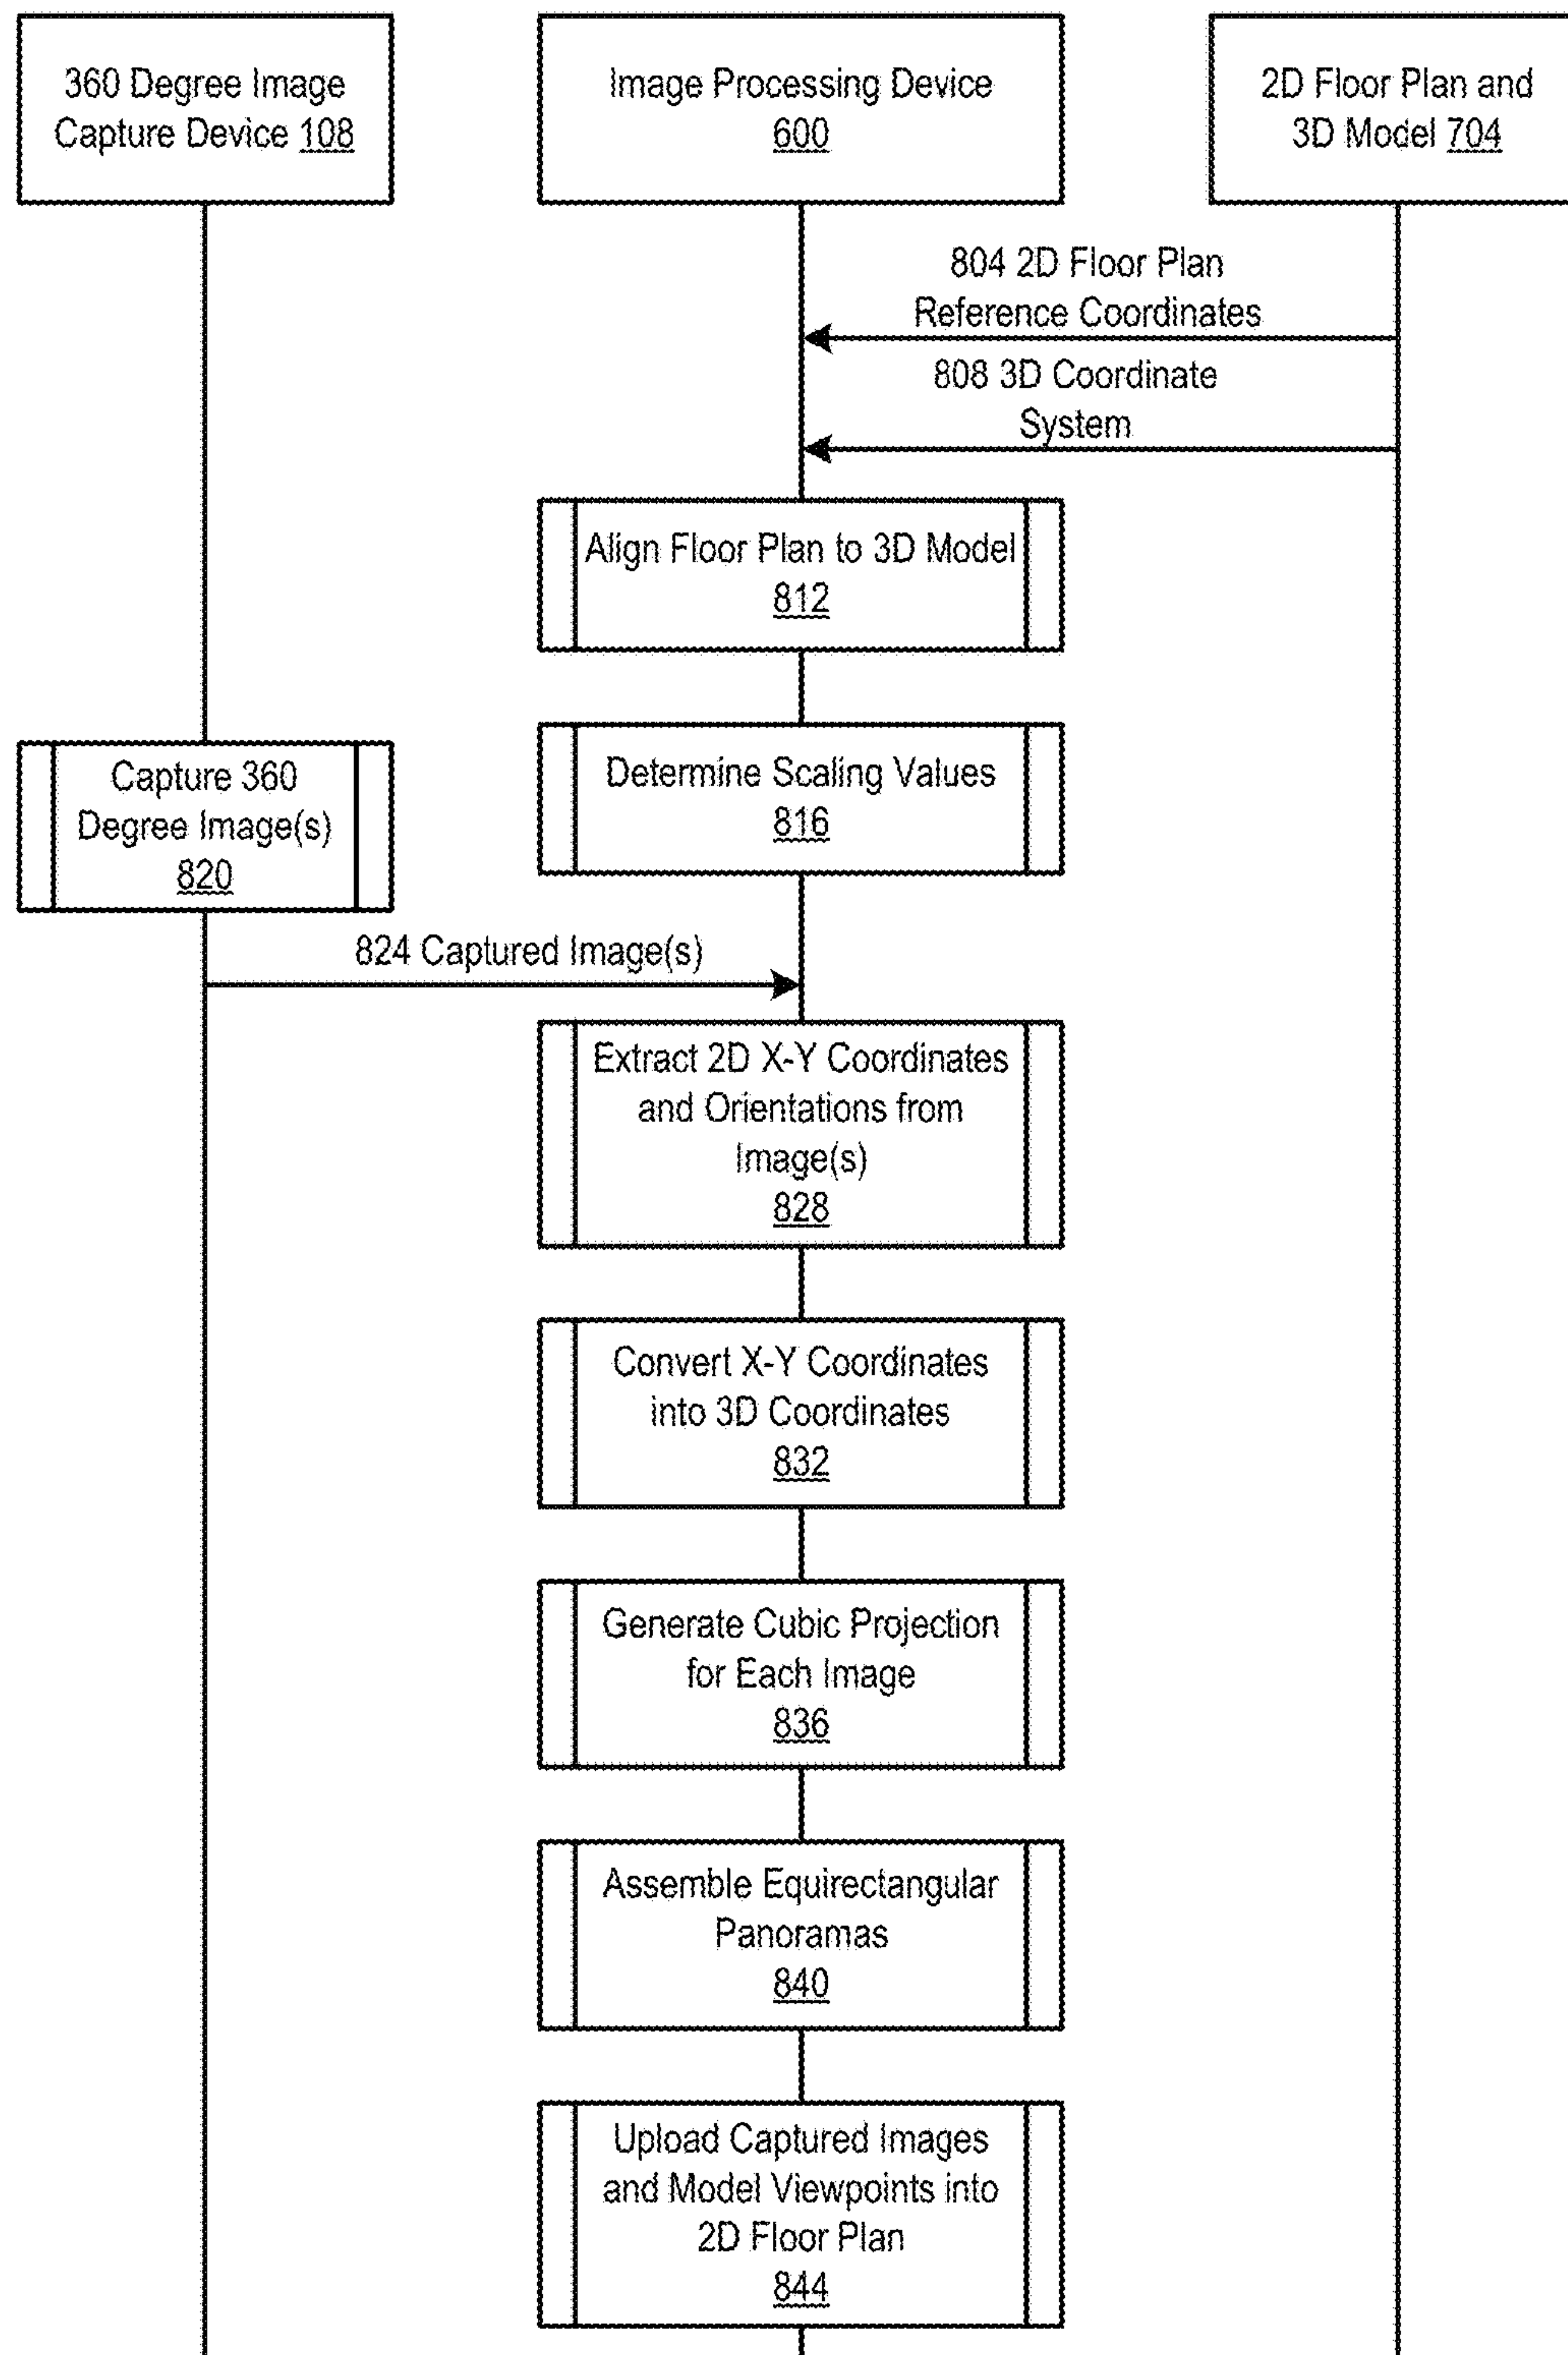 360 Degree Image
Capture Device 108
Image Processing Device
600
2D Floor Plan and
3D Model 704
804 2D Floor Plan
Reference Coordinates
808 3D Coordinate
System
Align Floor Plan to 3D Model
812
Determine Scaling Values
816
Capture 360
Degree Image(s)
820
824 Captured Image(s)
Extract 2D X-Y Coordinates
and Orientations from
Image(s)
828
Convert X-Y Coordinates
into 3D Coordinates
832
Generate Cubic Projection
for Each Image
836
Assemble Equirectangular
Panoramas
840
Upload Captured Images
and Model Viewpoints into
2D Floor Plan
844